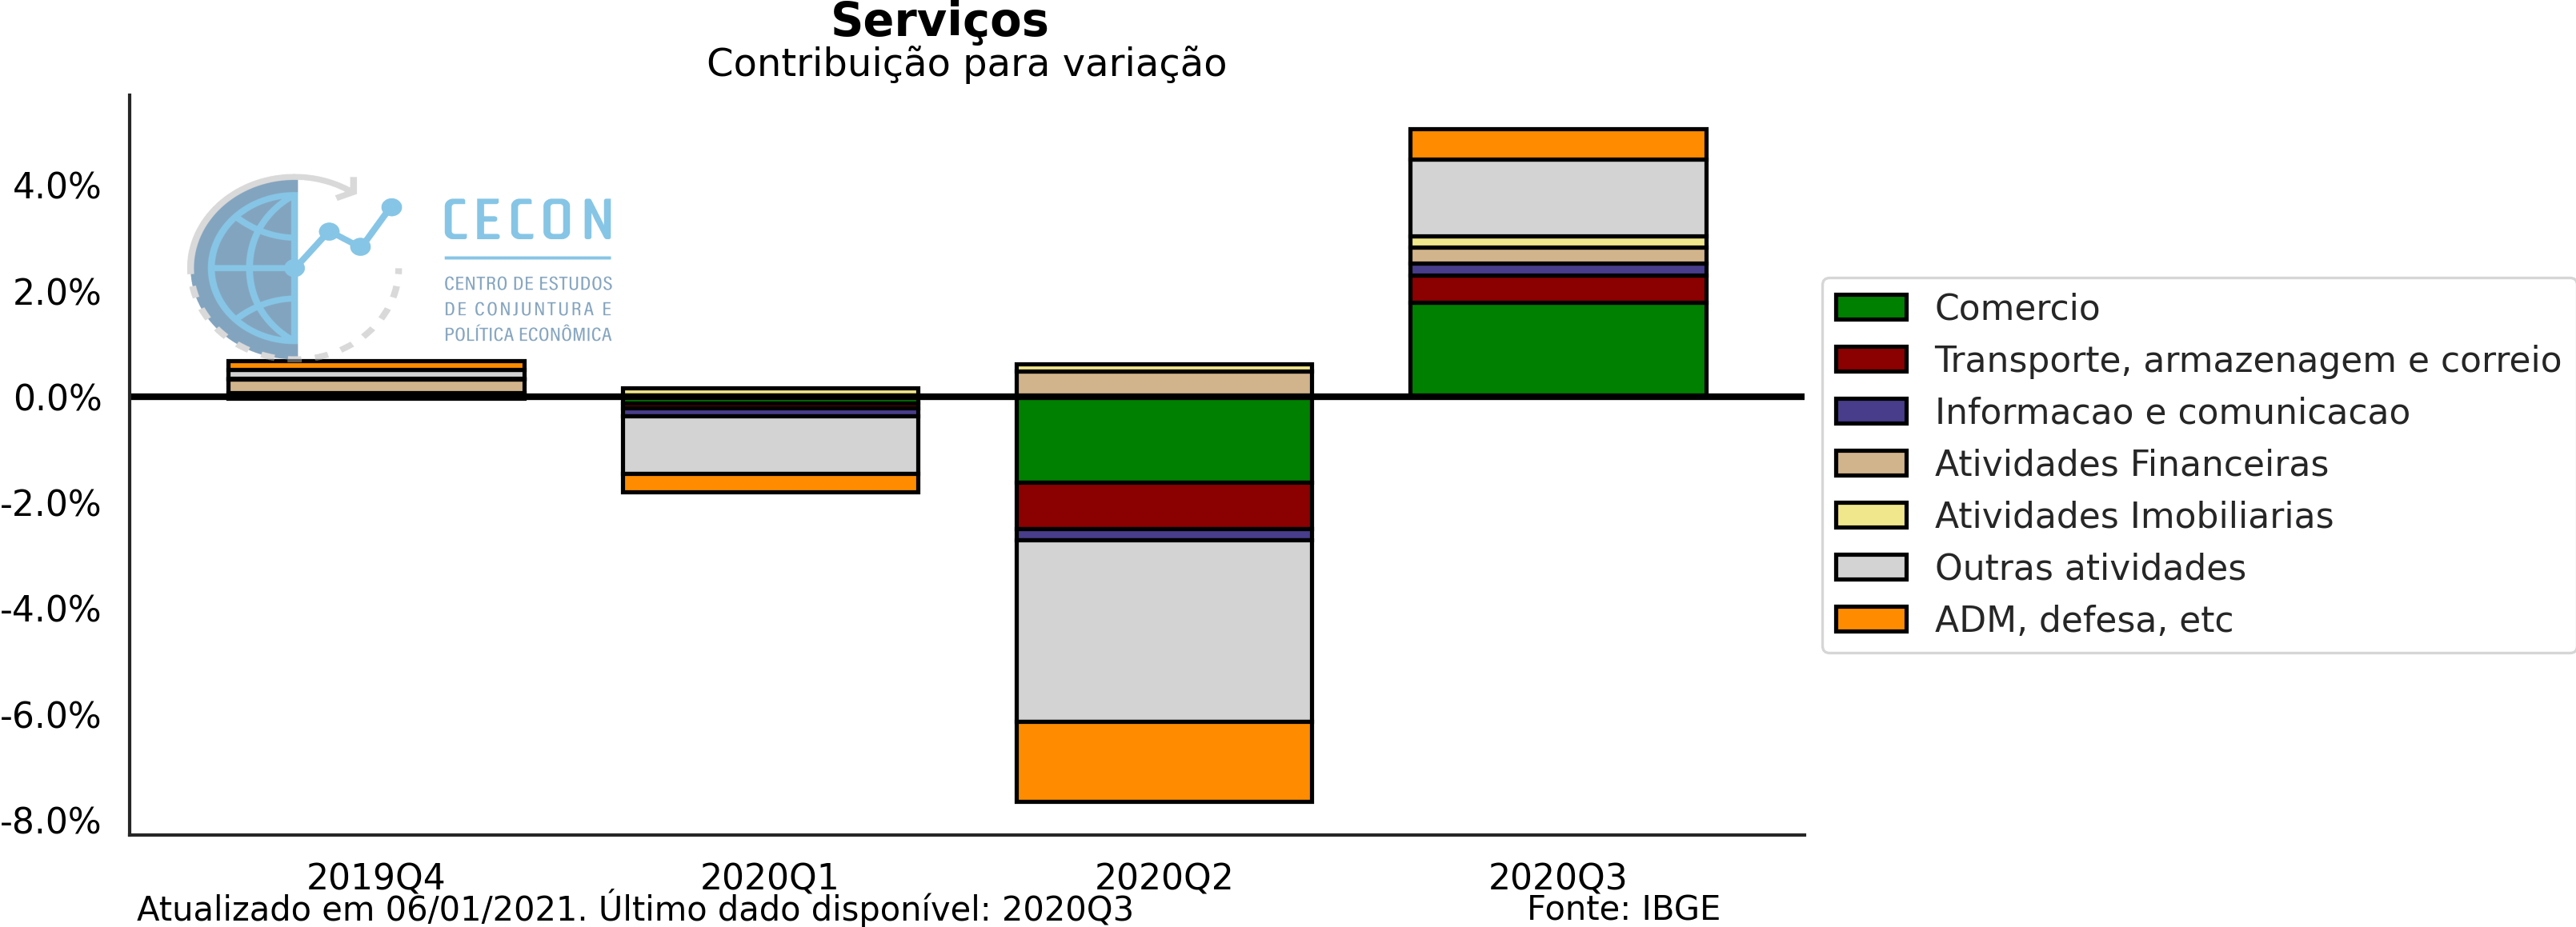 Serviços
Contribuição para variação
4.0%
2.0%
0.0%
-2.0%
-4.0%
-6.0%
-8.0%
CECON
CENTRO DE ESTUDOS
DE CONJUNTURA E
POLÍTICA ECONÔMICA
Comercio
Transporte, armazenagem e correio
Informacao e comunicacao
Atividades Financeiras
Atividades Imobiliarias
Outras atividades
ADM, defesa, etc
2019Q4 2020Q1 2020Q2 2020Q3
Atualizado em 06/01/2021. Último dado disponível: 2020Q3 Fonte: IBGE